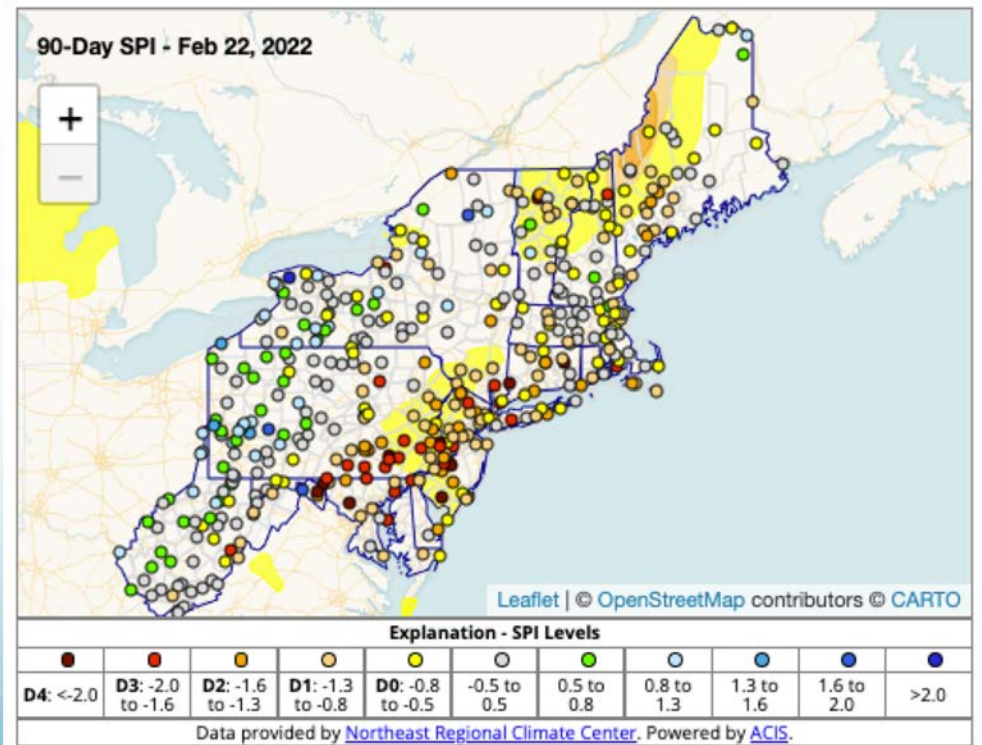 90-Day SPI - Feb 22, 2022
+
−
Leaflet | © OpenStreetMap contributors © CARTO
Explanation - SPI Levels
D4: <-2.0
D3: -2.0
to -1.6
D2: -1.6
to -1.3
D1: -1.3
to -0.8
D0: -0.8
to -0.5
-0.5 to
0.5
0.5 to
0.8
0.8 to
1.3
1.3 to
1.6
1.6 to
2.0
>2.0
Data provided by Northeast Regional Climate Center. Powered by ACIS.